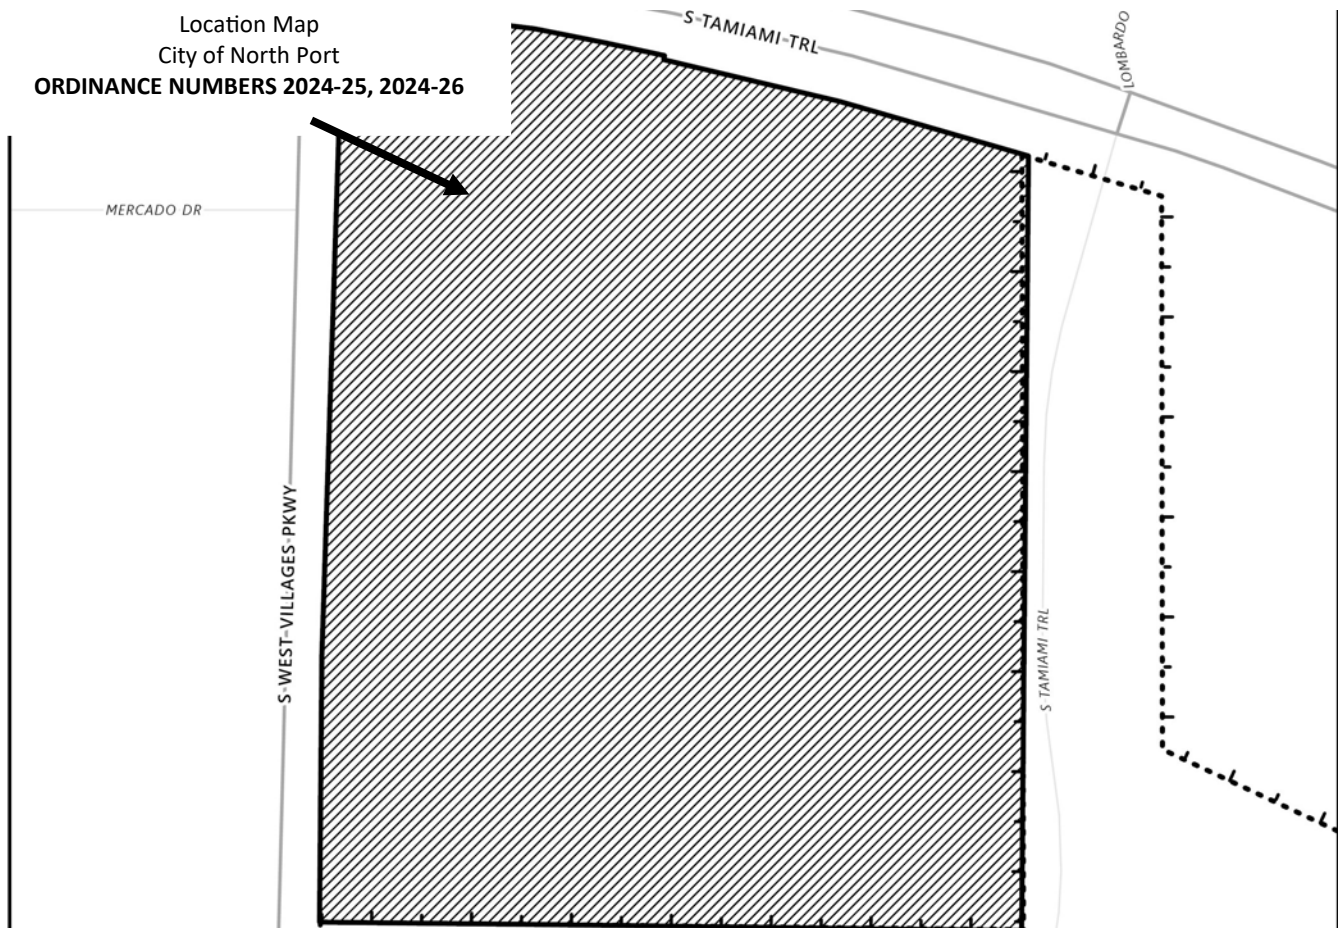 Location Map
City of North Port
ORDINANCE NUMBERS 2024-25, 2024-26
S TAMIAMI TRL
LOMBARDO
MERCADO DR
S WEST VILLAGES PKWY
S TAMIAMI TRL